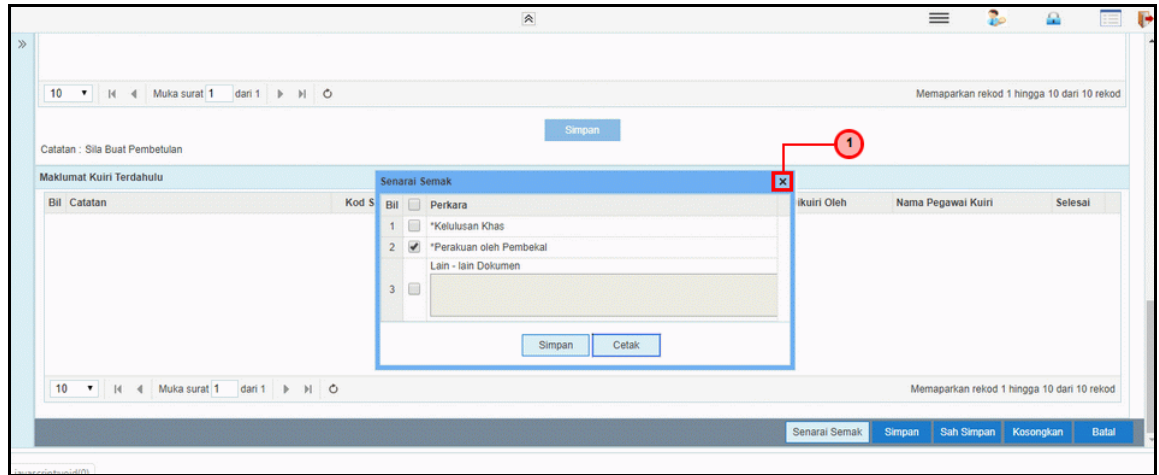 10 Muka surat 1 dari 1 Memaparkan rekod 1 hingga 10 dari 10 rekod
Simpan
1
Catatan : Sila Buat Pembetulan
Maklumat Kuiri Terdahulu
Senarai Semak
Bil Catatan Kod S ikuiri Oleh Nama Pegawai Kuiri Selesai
Bil Perkara
1 *Kelulusan Khas
2 *Perakuan oleh Pembekal
Lain - lain Dokumen
3
Simpan Cetak
10 Muka surat 1 dari 1 Memaparkan rekod 1 hingga 10 dari 10 rekod
Senarai Semak Simpan Sah Simpan Kosongkan Batal